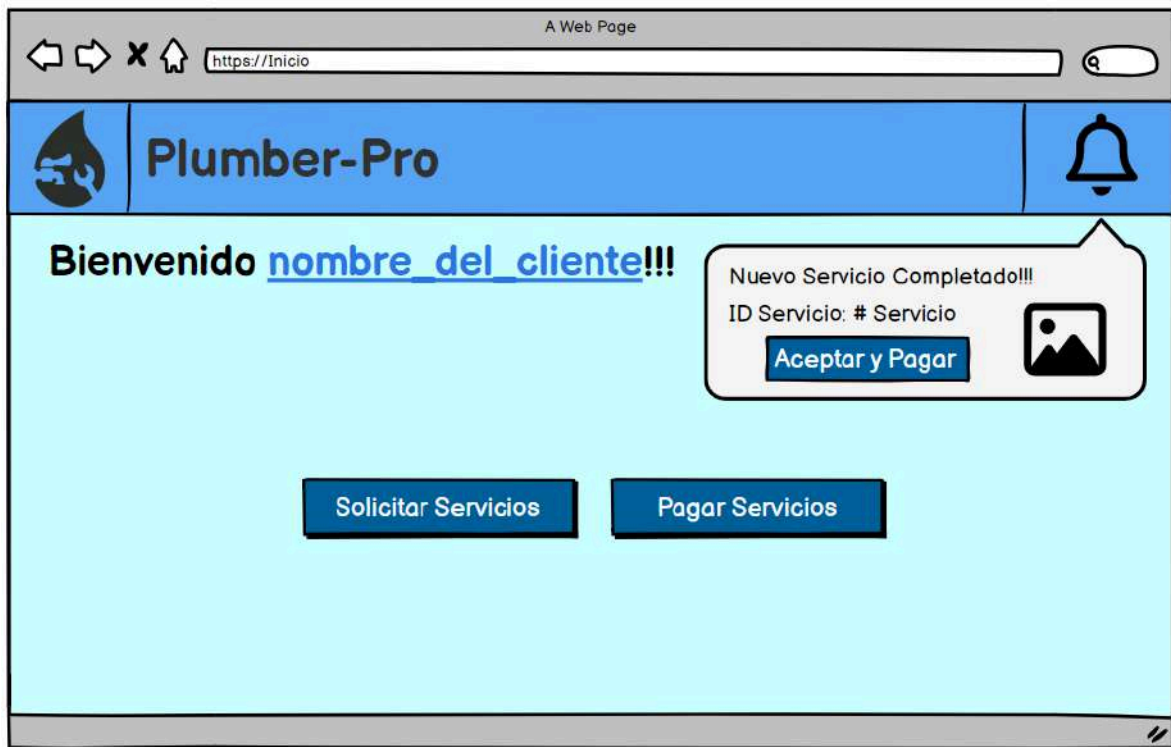 A Web Page
https://Inicio
Plumber-Pro
Bienvenido nombre_del_cliente!!!
Nuevo Servicio Completado!!!
ID Servicio: # Servicio
Aceptar y Pagar
Solicitar Servicios
Pagar Servicios